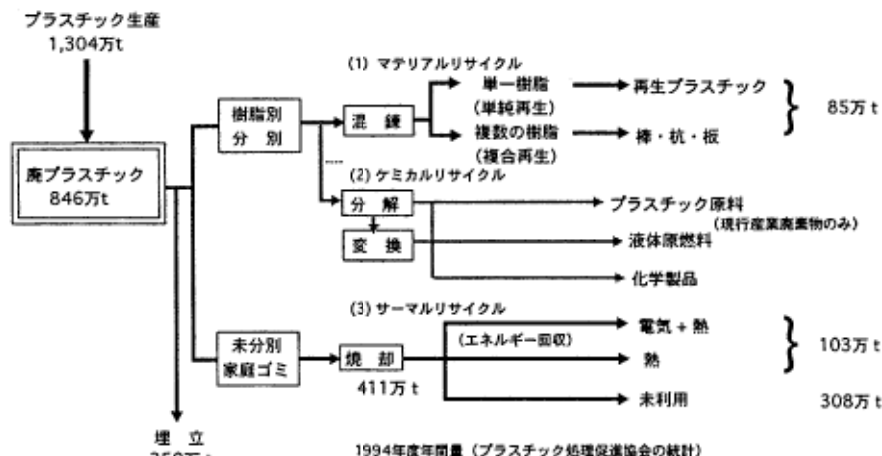 プラスチック生産
1,304万t
廃プラスチック
846万t
樹脂別
分 別
(1) マテリアルリサイクル
混 錬
単一樹脂
(単純再生)
複数の樹脂
(複合再生)
再生プラスチック
棒・杭・板
85万 t
(2) ケミカルリサイクル
分 解
変 換
プラスチック原料
(現行産業廃棄物のみ)
液体原燃料
化学製品
(3) サーマルリサイクル
未分別
家庭ゴミ
焼 却
411万 t
(エネルギー回収)
電気 + 熱
熱
未利用
103万 t
308万 t
埋 立
1994年度年間量 (プラスチック処理促進協会の統計)